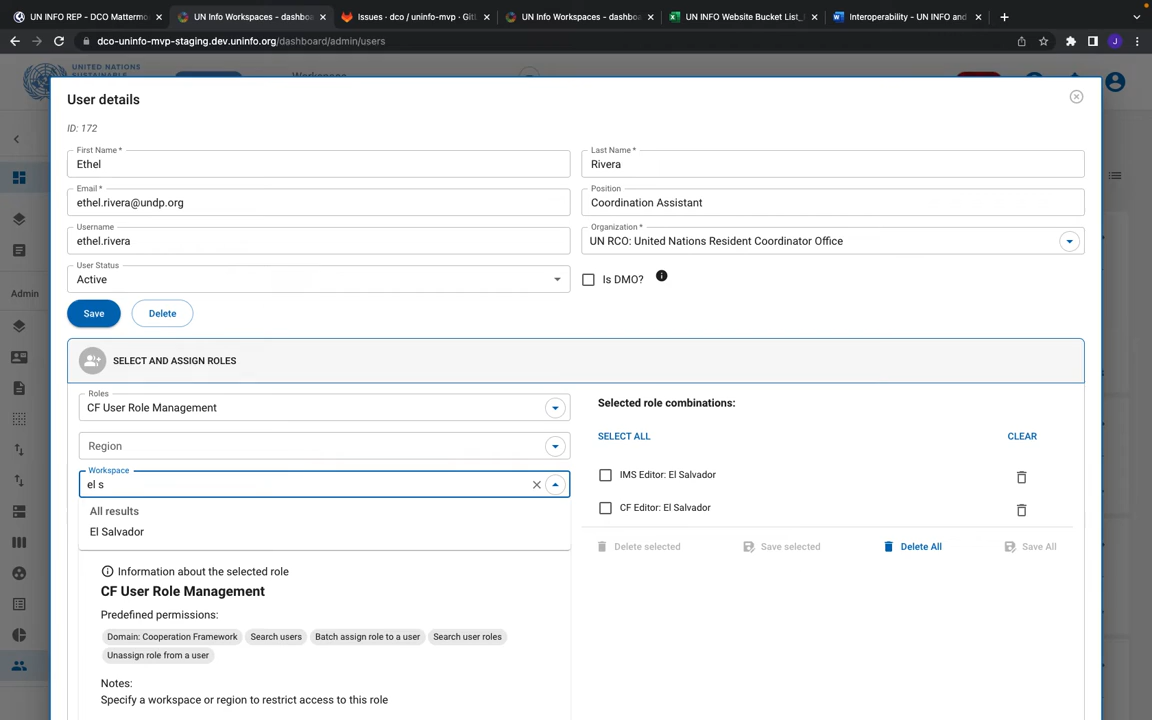 UN INFO REP - DCO Mattermo
UN Info Workspaces - dashbo
Issues · dco / uninfo-mvp · Git
UN Info Workspaces - dashbo
UN INFO Website Bucket List_
Interoperability - UN INFO and
dco-uninfo-mvp-staging.dev.uninfo.org/dashboard/admin/users
J
UNITED NATIONS
Workspace
User details
ID: 172
First Name *
Ethel
Last Name *
Rivera
Email *
ethel.rivera@undp.org
Position
Coordination Assistant
Username
ethel.rivera
Organization *
UN RCO: United Nations Resident Coordinator Office
User Status
Active
Is DMO?
Save
Delete
Admin
SELECT AND ASSIGN ROLES
Roles
CF User Role Management
Region
Workspace
el s
All results
El Salvador
Information about the selected role
CF User Role Management
Predefined permissions:
Domain: Cooperation Framework
Search users
Batch assign role to a user
Search user roles
Unassign role from a user
Notes:
Specify a workspace or region to restrict access to this role
Selected role combinations:
SELECT ALL
CLEAR
IMS Editor: El Salvador
CF Editor: El Salvador
Delete selected
Save selected
Delete All
Save All